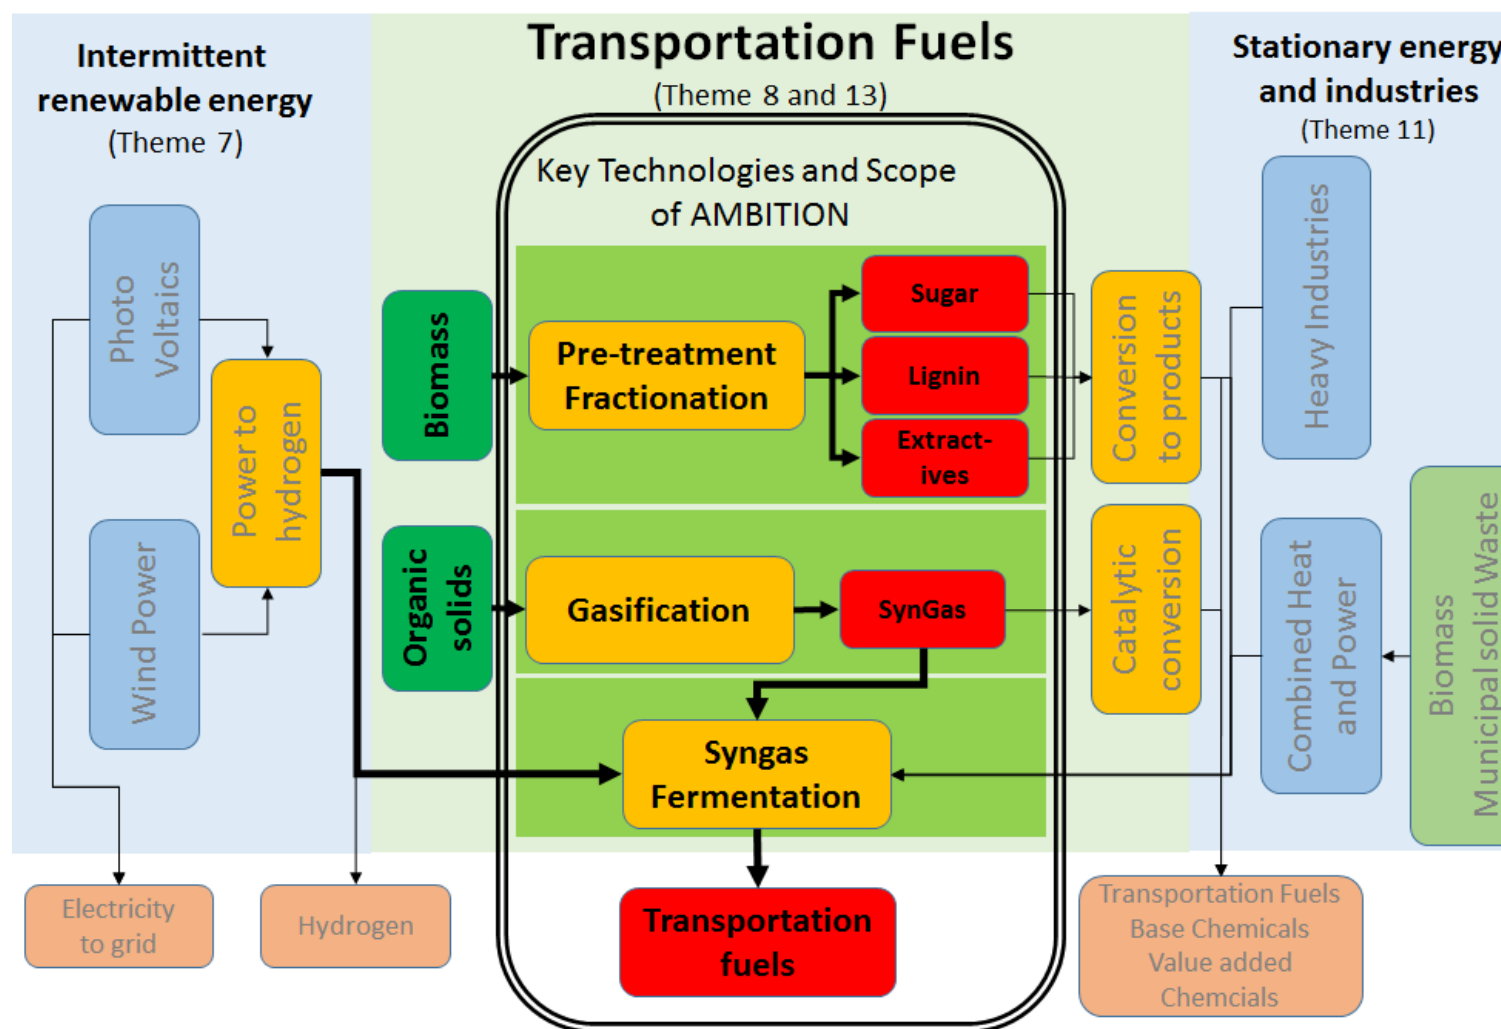 Intermittent
renewable energy
(Theme 7)
Transportation Fuels
(Theme 8 and 13)
Stationary energy
and industries
(Theme 11)
Key Technologies and Scope
of AMBITION
Photo
Voltaics
Power to
hydrogen
Wind Power
Biomass
Organic
solids
Pre-treatment
Fractionation
Sugar
Lignin
Extract-
ives
Gasification
SynGas
Syngas
Fermentation
Transportation
fuels
Conversion
to products
Catalytic
conversion
Heavy Industries
Combined Heat
and Power
Biomass
Municipal solid Waste
Electricity
to grid
Hydrogen
Transportation Fuels
Base Chemicals
Value added
Chemcials